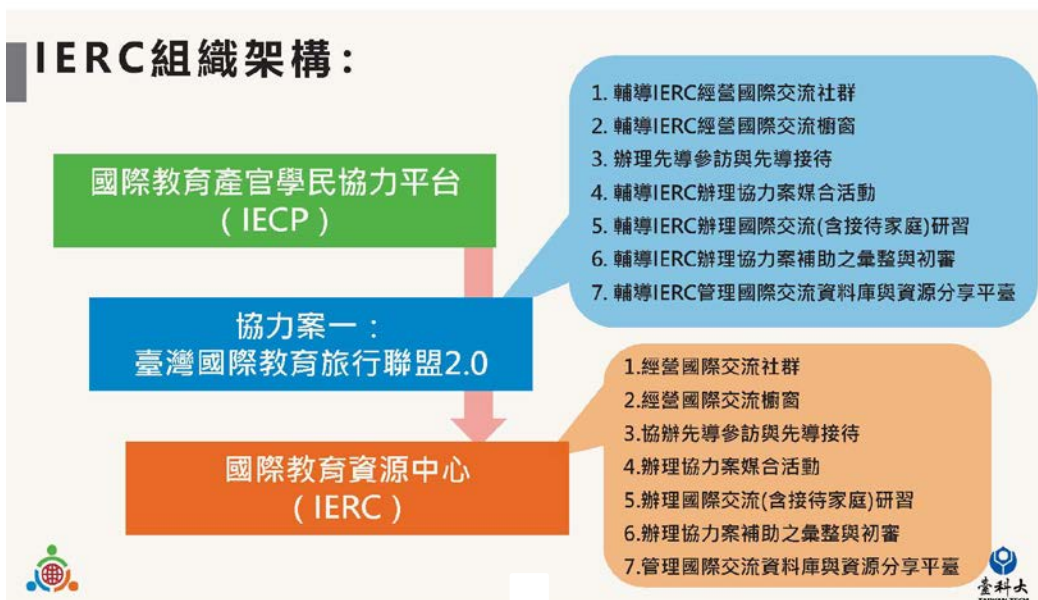 IERC組織架構:
國際教育產官學民協力平台
(IECP)
協力案一:
臺灣國際教育旅行聯盟2.0
國際教育資源中心
(IERC)
1. 輔導IERC經營國際交流社群
2. 輔導IERC經營國際交流櫥窗
3. 辦理先導參訪與先導接待
4. 輔導IERC辦理協力案媒合活動
5. 輔導IERC辦理國際交流(含接待家庭)研習
6. 輔導IERC辦理協力案補助之彙整與初審
7. 輔導IERC管理國際交流資料庫與資源分享平臺
1.經營國際交流社群
2.經營國際交流櫥窗
3.協辦先導參訪與先導接待
4.辦理協力案媒合活動
5.辦理國際交流(含接待家庭)研習
6.辦理協力案補助之彙整與初審
7.管理國際交流資料庫與資源分享平臺
臺科大